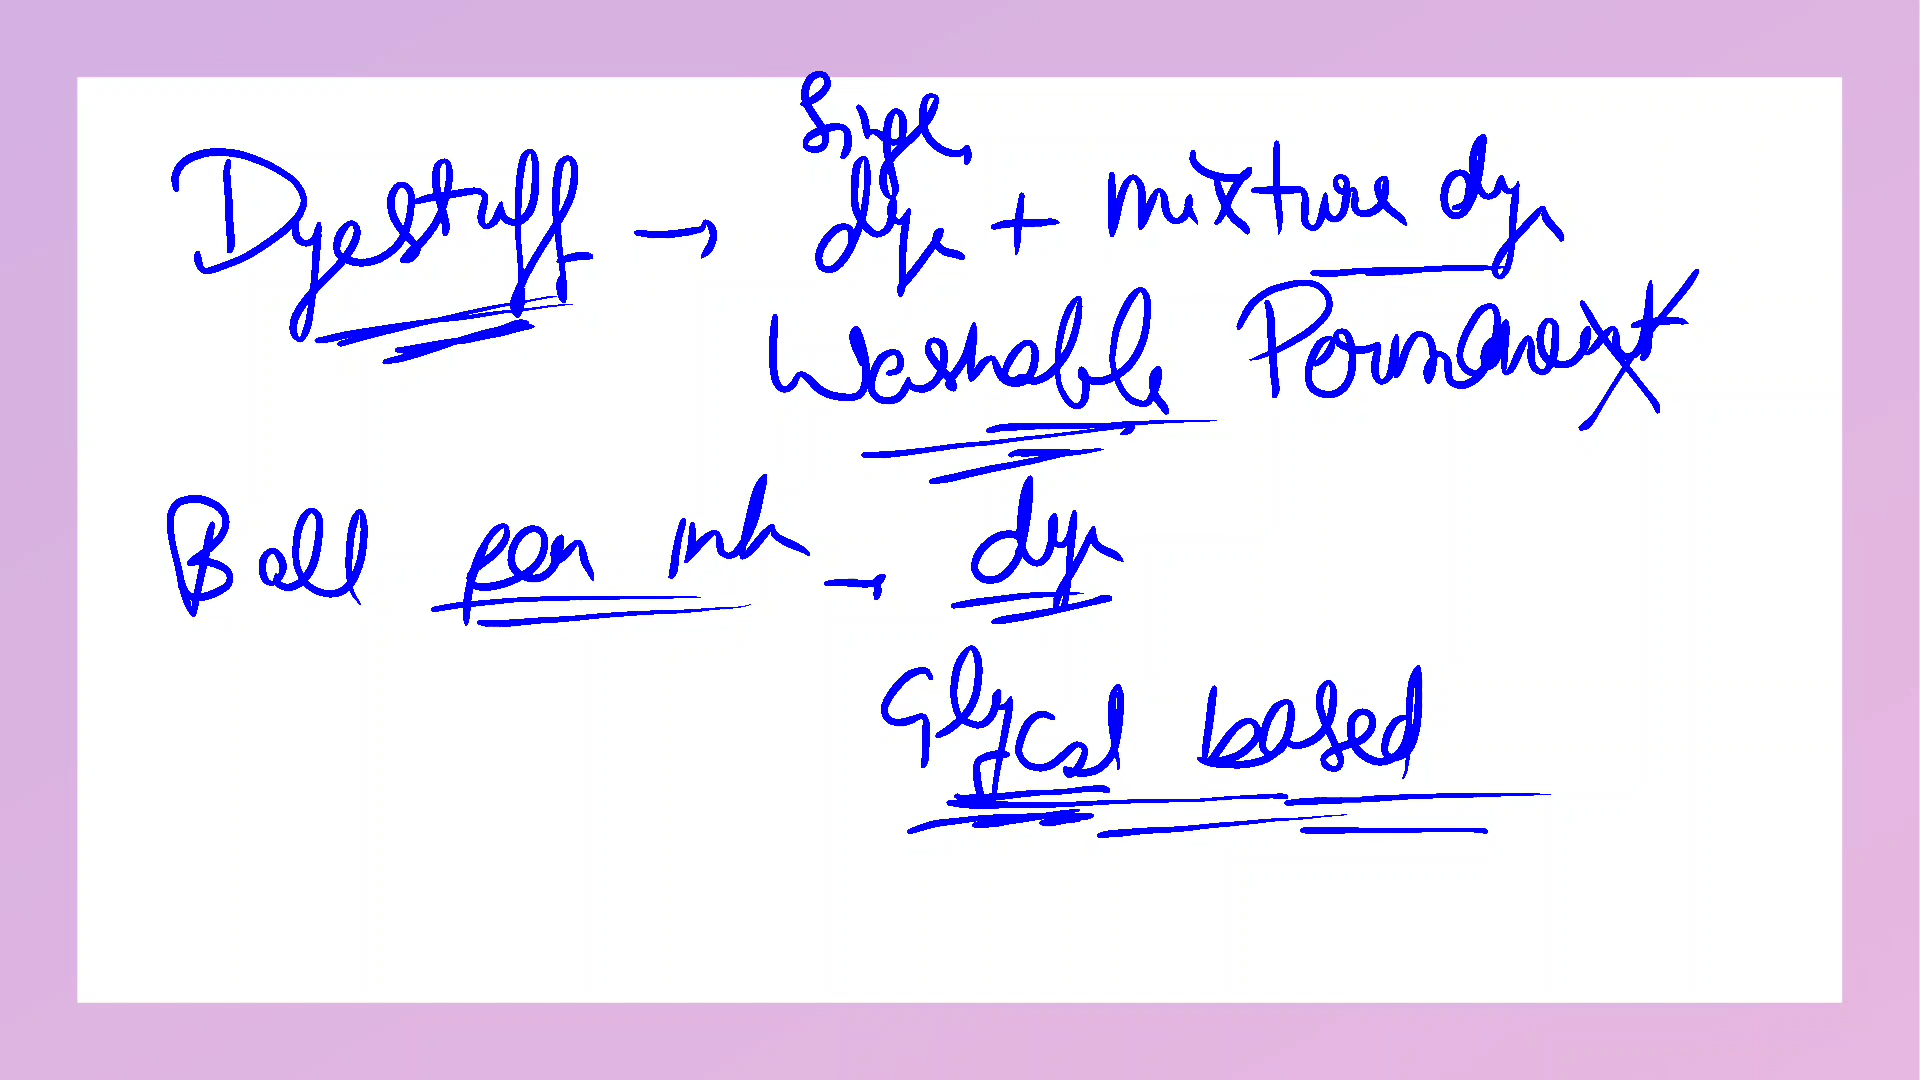 Dyestuff → Single dye + mixture dye
Washable Permanent
Ball pen ink → dye
Glycol based